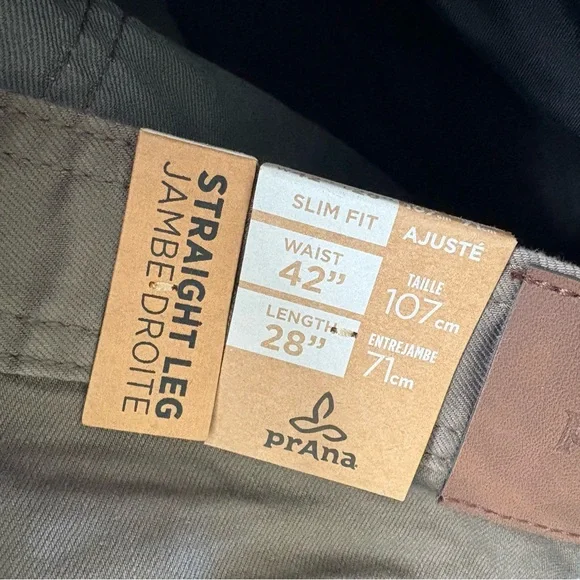 STRAIGHT LEG
JAMBE DROITE
SLIM FIT
AJUSTÉ
WAIST
42”
TAILLE
107cm
LENGTH
28”
ENTREJAMBE
71cm
prAna